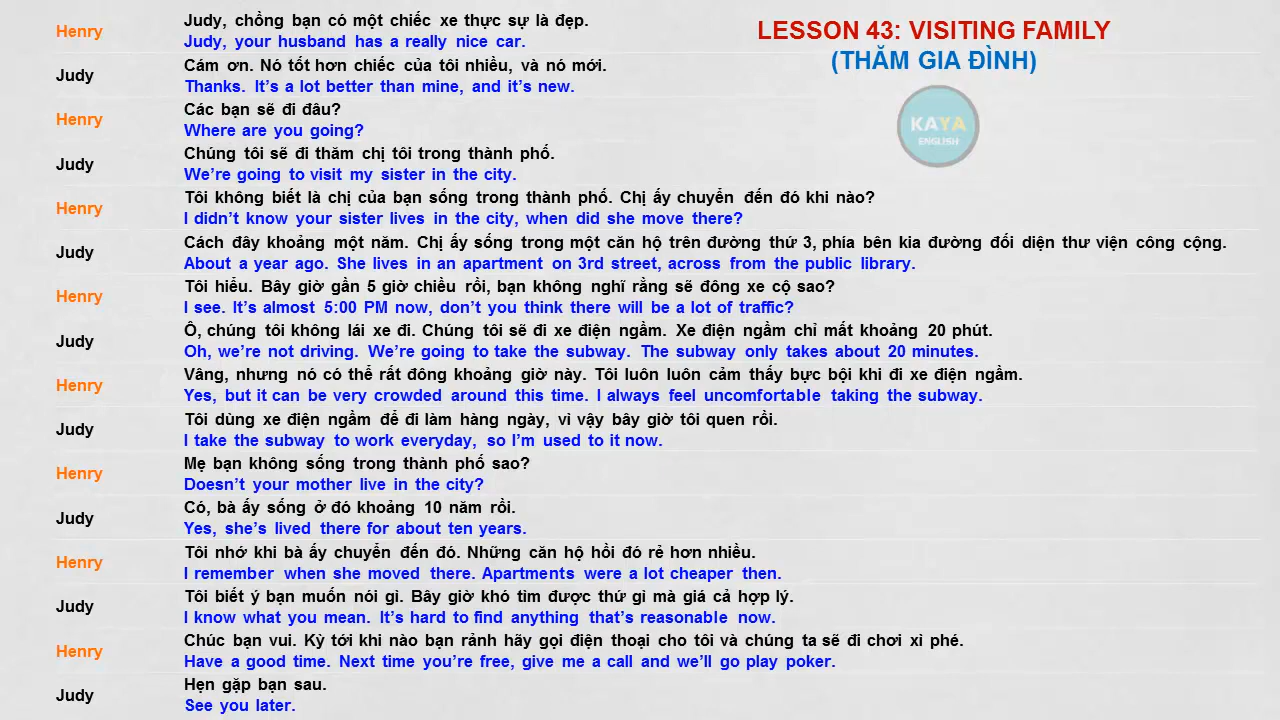 LESSON 43: VISITING FAMILY
(THĂM GIA ĐÌNH)
KAYA
ENGLISH
Henry
Judy, chồng bạn có một chiếc xe thực sự là đẹp.
Judy, your husband has a really nice car.
Judy
Cám ơn. Nó tốt hơn chiếc của tôi nhiều, và nó mới.
Thanks. It's a lot better than mine, and it's new.
Henry
Các bạn sẽ đi đâu?
Where are you going?
Judy
Chúng tôi sẽ đi thăm chị tôi trong thành phố.
We're going to visit my sister in the city.
Henry
Tôi không biết là chị của bạn sống trong thành phố. Chị ấy chuyển đến đó khi nào?
I didn't know your sister lives in the city, when did she move there?
Judy
Cách đây khoảng một năm. Chị ấy sống trong một căn hộ trên đường thứ 3, phía bên kia đường đối diện thư viện công cộng.
About a year ago. She lives in an apartment on 3rd street, across from the public library.
Henry
Tôi hiểu. Bây giờ gần 5 giờ chiều rồi, bạn không nghĩ rằng sẽ đông xe cộ sao?
I see. It's almost 5:00 PM now, don't you think there will be a lot of traffic?
Judy
Ô, chúng tôi không lái xe đi. Chúng tôi sẽ đi xe điện ngầm. Xe điện ngầm chỉ mất khoảng 20 phút.
Oh, we're not driving. We're going to take the subway. The subway only takes about 20 minutes.
Henry
Vâng, nhưng nó có thể rất đông khoảng giờ này. Tôi luôn luôn cảm thấy bực bội khi đi xe điện ngầm.
Yes, but it can be very crowded around this time. I always feel uncomfortable taking the subway.
Judy
Tôi dùng xe điện ngầm để đi làm hàng ngày, vì vậy bây giờ tôi quen rồi.
I take the subway to work everyday, so I'm used to it now.
Henry
Mẹ bạn không sống trong thành phố sao?
Doesn't your mother live in the city?
Judy
Có, bà ấy sống ở đó khoảng 10 năm rồi.
Yes, she's lived there for about ten years.
Henry
Tôi nhớ khi bà ấy chuyển đến đó. Những căn hộ hồi đó rẻ hơn nhiều.
I remember when she moved there. Apartments were a lot cheaper then.
Judy
Tôi biết ý bạn muốn nói gì. Bây giờ khó tìm được thứ gì mà giá cả hợp lý.
I know what you mean. It's hard to find anything that's reasonable now.
Henry
Chúc bạn vui. Kỳ tới khi nào bạn rảnh hãy gọi điện thoại cho tôi và chúng ta sẽ đi chơi xì phé.
Have a good time. Next time you're free, give me a call and we'll go play poker.
Judy
Hẹn gặp bạn sau.
See you later.